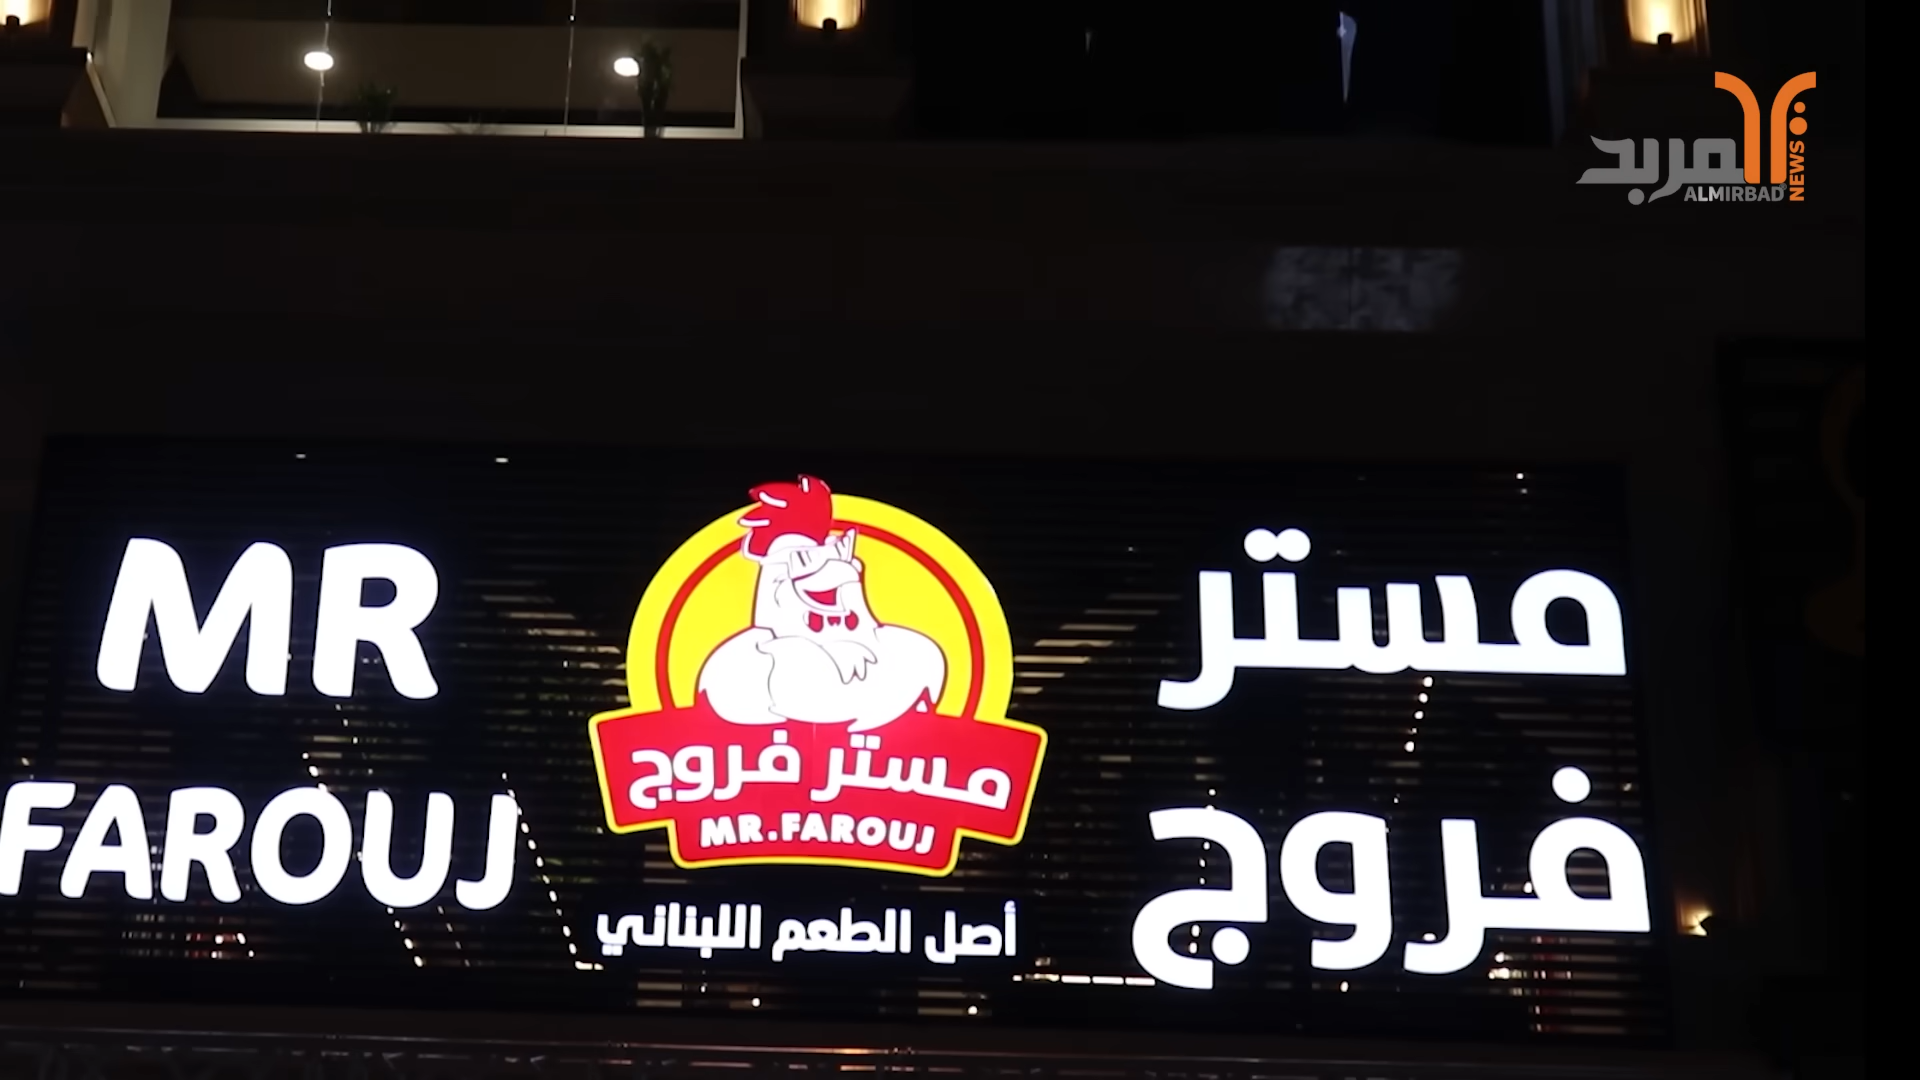 المربد
ALMIRBAD
NEWS
MR
FAROUJ
مستر فروج
MR.FAROUJ
أصل الطعم اللبناني
مستر
فروج